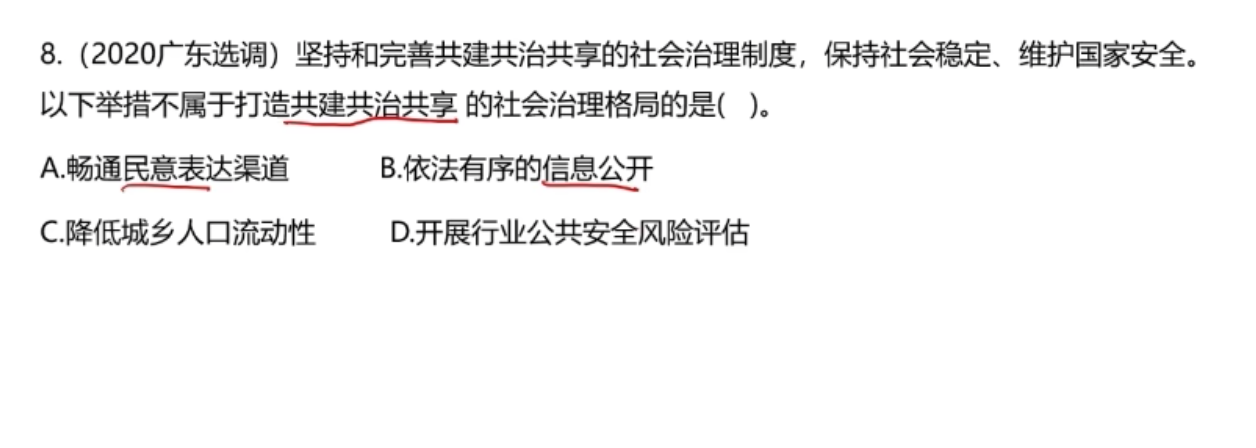 8.（2020广东选调）坚持和完善共建共治共享的社会治理制度，保持社会稳定、维护国家安全。
以下举措不属于打造共建共治共享 的社会治理格局的是(   )。
A.畅通民意表达渠道 B.依法有序的信息公开
C.降低城乡人口流动性 D.开展行业公共安全风险评估